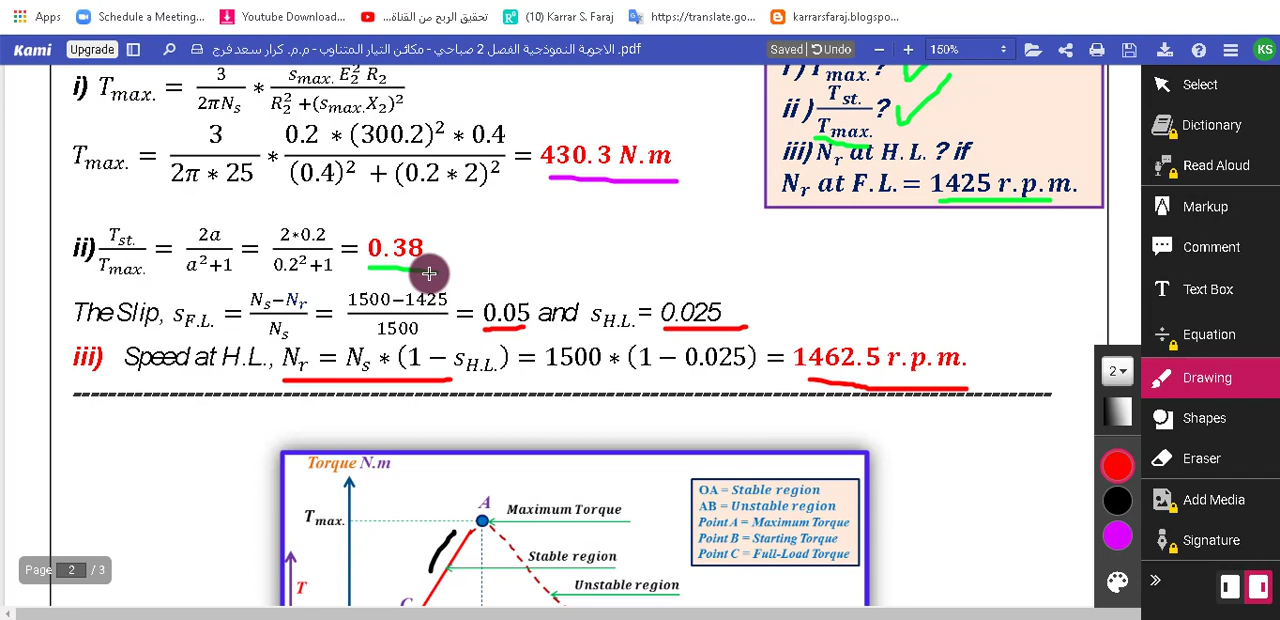 Apps Schedule a Meeting... Youtube Download... تحقيق الربح من القناة... (10) Karrar S. Faraj https://translate.go... karrarsfaraj.blogspo...
Kami Upgrade الاجوبة النموذجية الفصل 2 صباحي - مكائن التيار المتناوب - م.م. كرار سعد فرج.pdf Saved Undo 150% KS
i) Tmax. = 3/2πNs * smax. E2² R2 / R2² +(smax.X2)²
Tmax. = 3/2π * 25 * 0.2 * (300.2)² * 0.4 / (0.4)² + (0.2 * 2)² = 430.3 N.m
i) Tmax. ?
ii) Tst./Tmax. ?
iii) Nr at H.L. ? if
Nr at F.L. = 1425 r.p.m.
ii) Tst./Tmax. = 2a/a²+1 = 2*0.2/0.2²+1 = 0.38
The Slip, sF.L. = Ns−Nr/Ns = 1500−1425/1500 = 0.05 and sH.L. = 0.025
iii) Speed at H.L., Nr = Ns * (1 − sH.L.) = 1500 * (1 − 0.025) = 1462.5 r.p.m.
Torque N.m
A
Maximum Torque
Tmax.
Stable region
Unstable region
T
C
OA = Stable region
AB = Unstable region
Point A = Maximum Torque
Point B = Starting Torque
Point C = Full-Load Torque
Page 2 / 3
2
Select
Dictionary
Read Aloud
Markup
Comment
Text Box
Equation
Drawing
Shapes
Eraser
Add Media
Signature